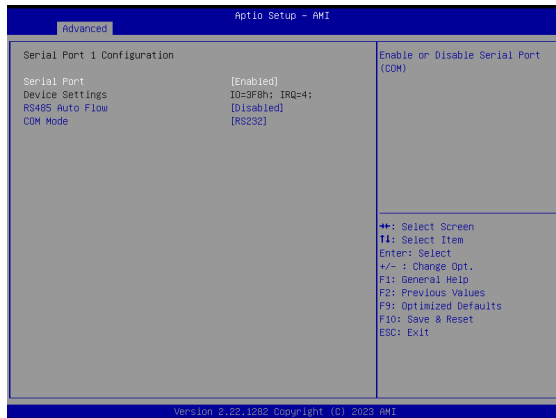 Aptio Setup - AMI
Advanced
Serial Port 1 Configuration
Serial Port [Enabled]
Device Settings IO=3F8h; IRQ=4;
RS485 Auto Flow [Disabled]
COM Mode [RS232]
Enable or Disable Serial Port
(COM)
→←: Select Screen
↑↓: Select Item
Enter: Select
+/- : Change Opt.
F1: General Help
F2: Previous Values
F9: Optimized Defaults
F10: Save & Reset
ESC: Exit
Version 2.22.1282 Copyright (C) 2023 AMI